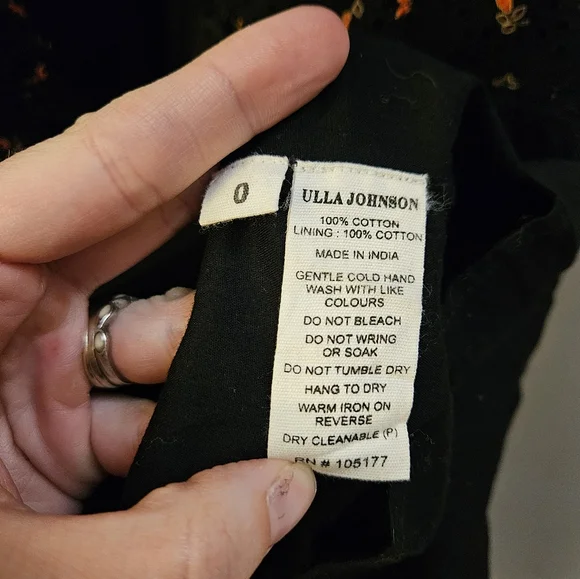 0
ULLA JOHNSON
100% COTTON
LINING : 100% COTTON
MADE IN INDIA
GENTLE COLD HAND
WASH WITH LIKE
COLOURS
DO NOT BLEACH
DO NOT WRING
OR SOAK
DO NOT TUMBLE DRY
HANG TO DRY
WARM IRON ON
REVERSE
DRY CLEANABLE (P)
RN # 105177